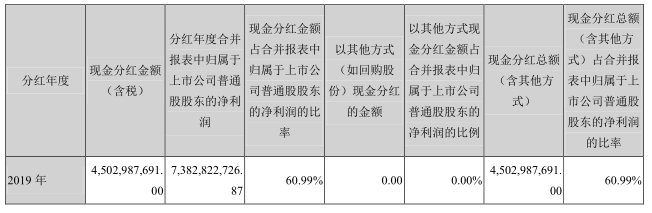 分红年度
现金分红金额
（含税）
分红年度合并
报表中归属于
上市公司普通
股股东的净利
润
现金分红金额
占合并报表中
归属于上市公
司普通股股东
的净利润的比
率
以其他方式
（如回购股
份）现金分红
的金额
以其他方式现
金分红金额占
合并报表中归
属于上市公司
普通股股东的
净利润的比例
现金分红总额
（含其他方
式）
现金分红总额
（含其他方
式）占合并报
表中归属于上
市公司普通股
股东的净利润
的比率
2019 年
4,502,987,691.
00
7,382,822,726.
87
60.99%
0.00
0.00%
4,502,987,691.
00
60.99%